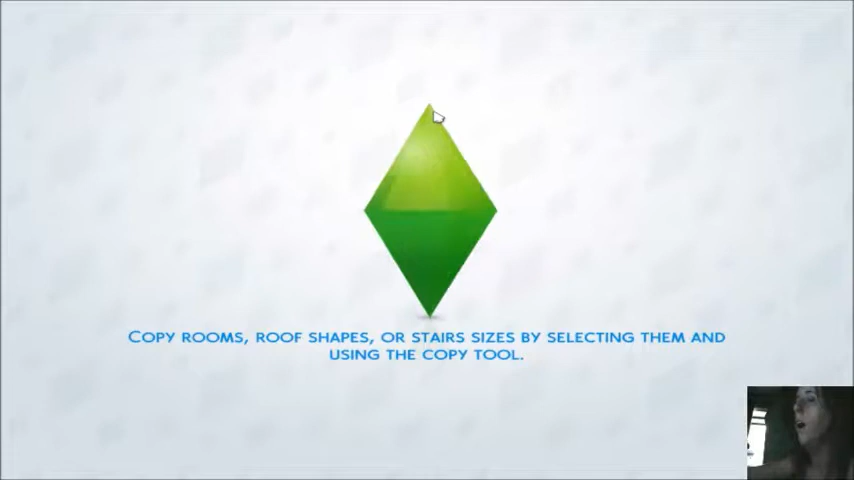 Copy rooms, roof shapes, or stairs sizes by selecting them and
using the copy tool.